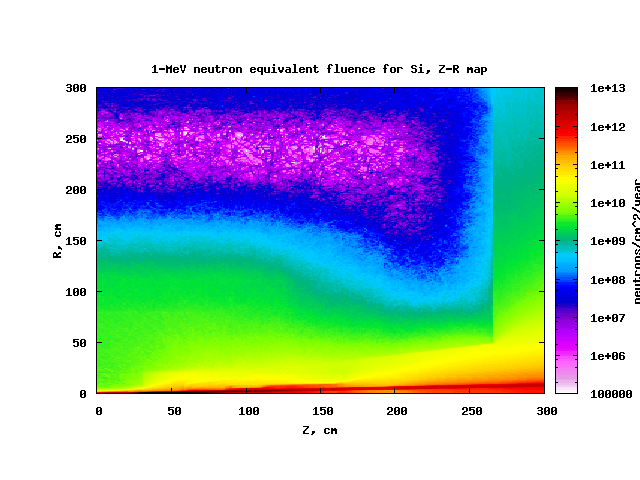 1-MeV neutron equivalent fluence for Si, Z-R map
300
250
200
150
100
50
0
R, cm
0 50 100 150 200 250 300
Z, cm
1e+13
1e+12
1e+11
1e+10
1e+09
1e+08
1e+07
1e+06
100000
neutrons/cm^2/year